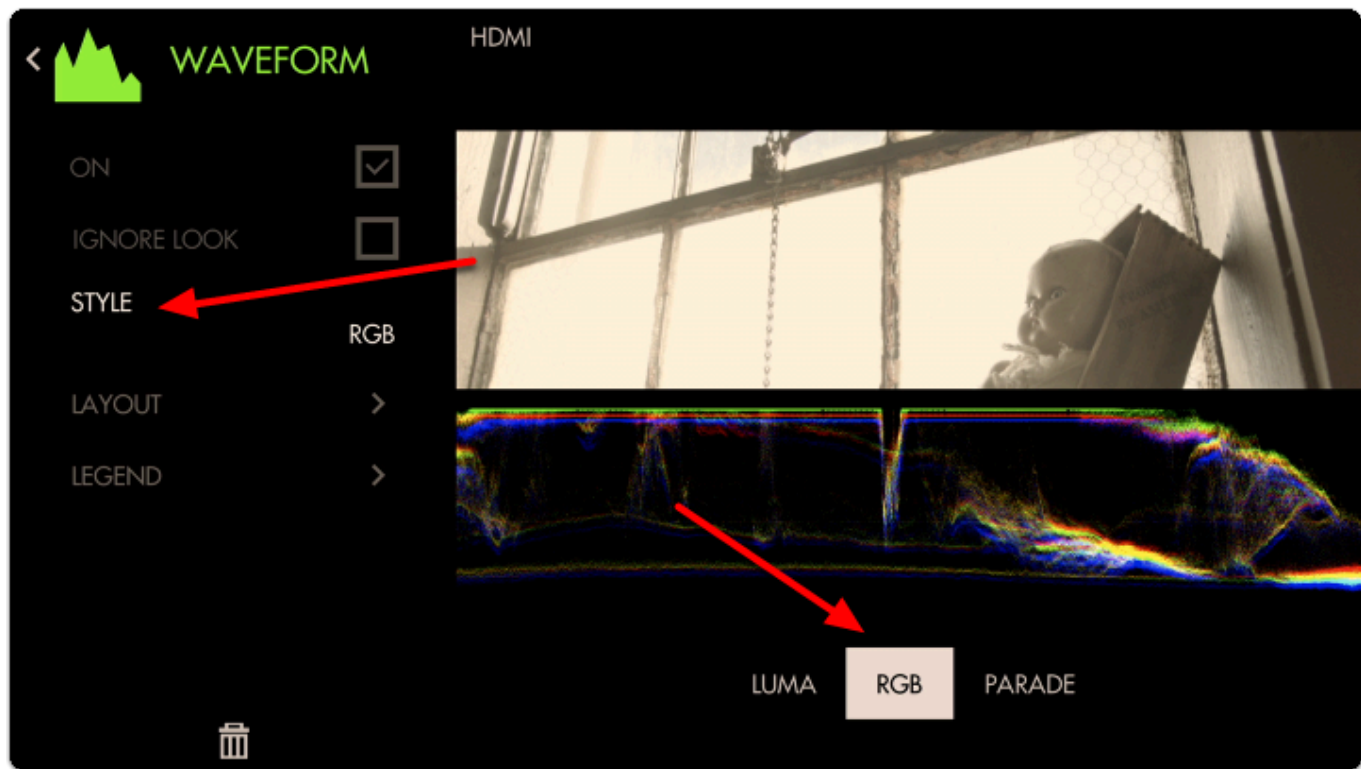 WAVEFORM
HDMI
ON
IGNORE LOOK
STYLE
RGB
LAYOUT
LEGEND
LUMA RGB PARADE